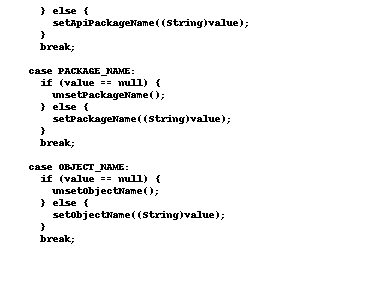 } else {
setApiPackageName((String)value);
}
break;
case PACKAGE_NAME:
if (value == null) {
unsetPackageName();
} else {
setPackageName((String)value);
}
break;
case OBJECT_NAME:
if (value == null) {
unsetObjectName();
} else {
setObjectName((String)value);
}
break;